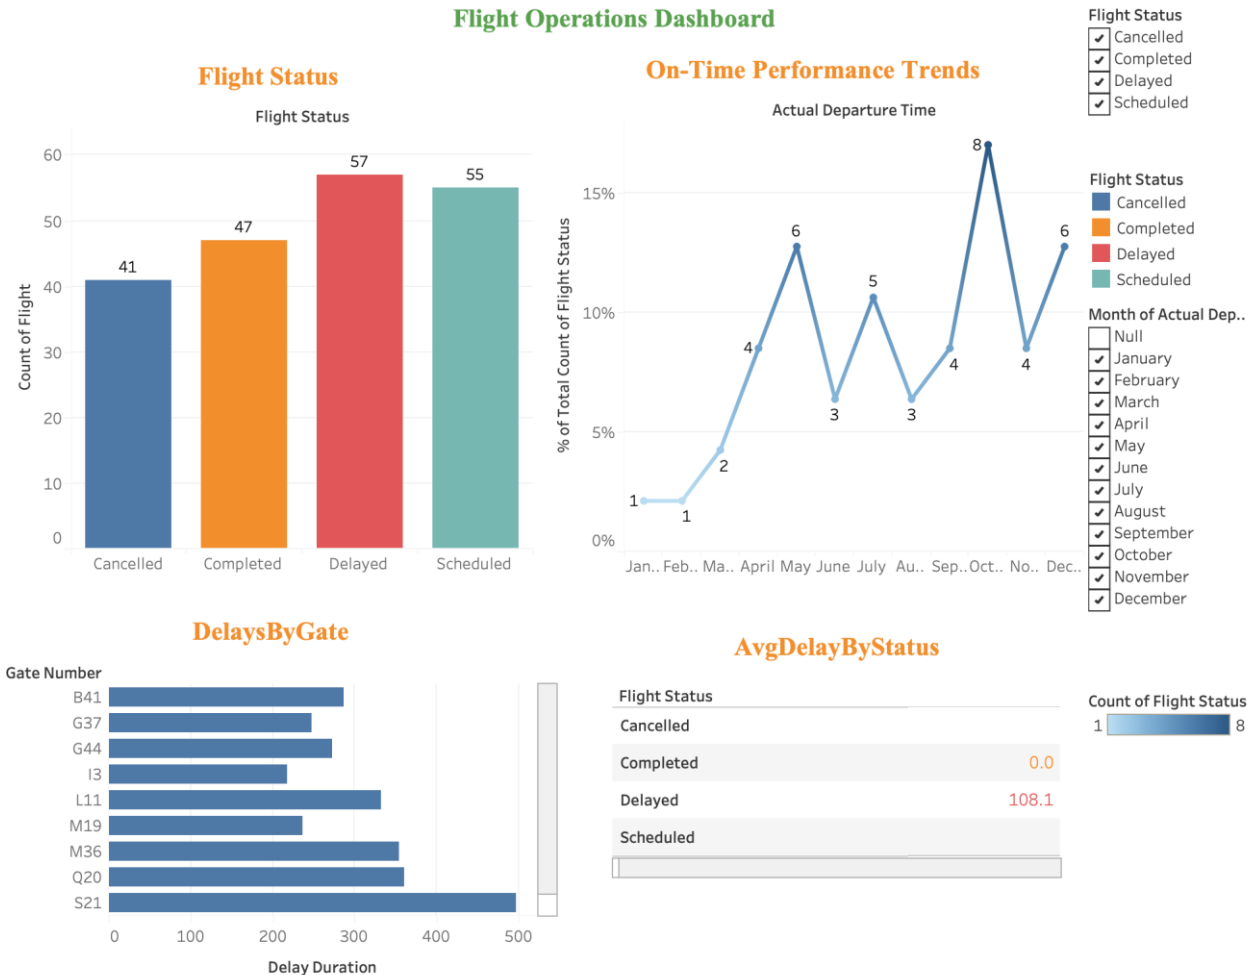 Flight Operations Dashboard
Flight Status
Flight Status
60
50
40
30
20
10
0
Count of Flight
41
47
57
55
Cancelled
Completed
Delayed
Scheduled
On-Time Performance Trends
Actual Departure Time
15%
10%
5%
0%
% of Total Count of Flight Status
1
1
2
4
6
3
5
3
4
8
4
6
Jan.. Feb.. Ma.. April May June July Au.. Sep.. Oct.. No.. Dec..
Flight Status
Cancelled
Completed
Delayed
Scheduled
Flight Status
Cancelled
Completed
Delayed
Scheduled
Month of Actual Dep..
Null
January
February
March
April
May
June
July
August
September
October
November
December
DelaysByGate
Gate Number
B41
G37
G44
I3
L11
M19
M36
Q20
S21
0 100 200 300 400 500
Delay Duration
AvgDelayByStatus
Flight Status
Cancelled
Completed 0.0
Delayed 108.1
Scheduled
Count of Flight Status
1 8